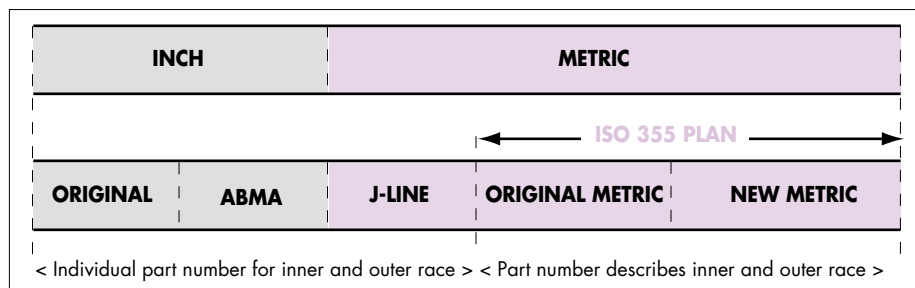 INCH METRIC
ISO 355 PLAN
ORIGINAL ABMA J-LINE ORIGINAL METRIC NEW METRIC
< Individual part number for inner and outer race > < Part number describes inner and outer race >